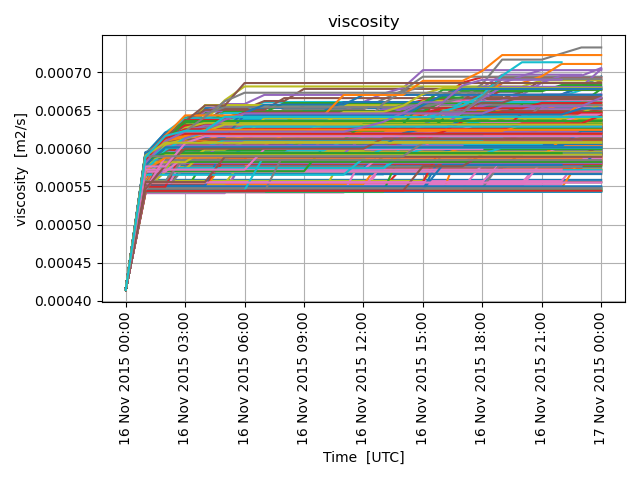 viscosity
viscosity [m2/s]
0.00070
0.00065
0.00060
0.00055
0.00050
0.00045
0.00040
16 Nov 2015 00:00
16 Nov 2015 03:00
16 Nov 2015 06:00
16 Nov 2015 09:00
16 Nov 2015 12:00
16 Nov 2015 15:00
16 Nov 2015 18:00
16 Nov 2015 21:00
17 Nov 2015 00:00
Time [UTC]